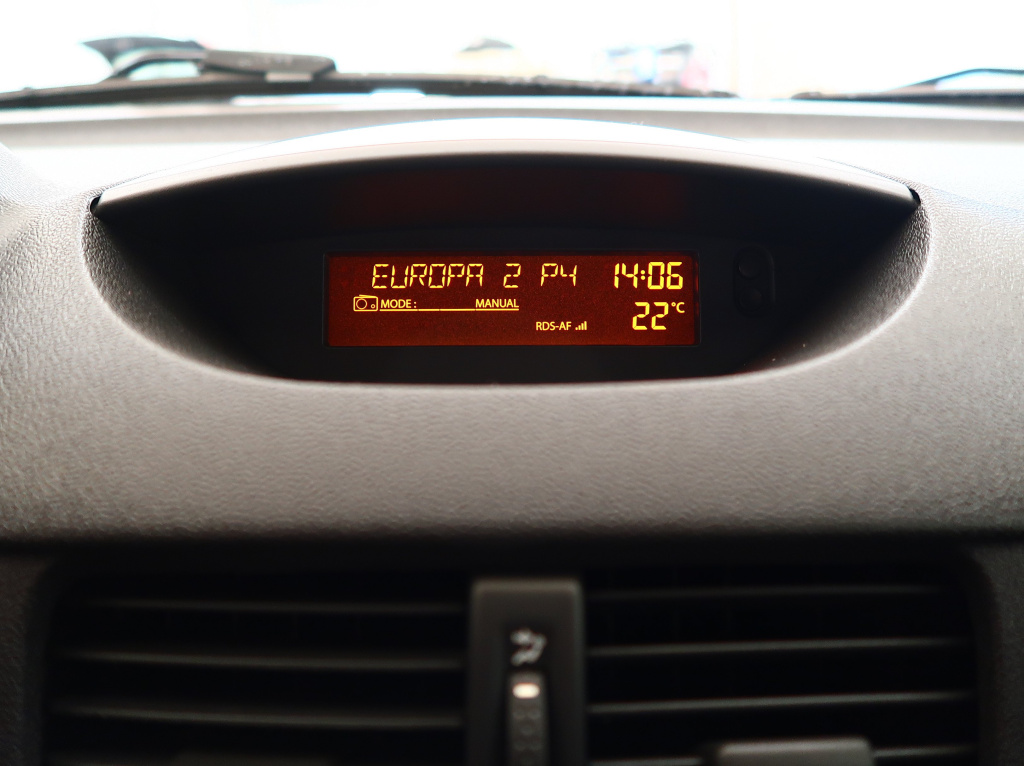 EUROPA 2 P4 14:06
MODE: MANUAL
22°C
RDS-AF